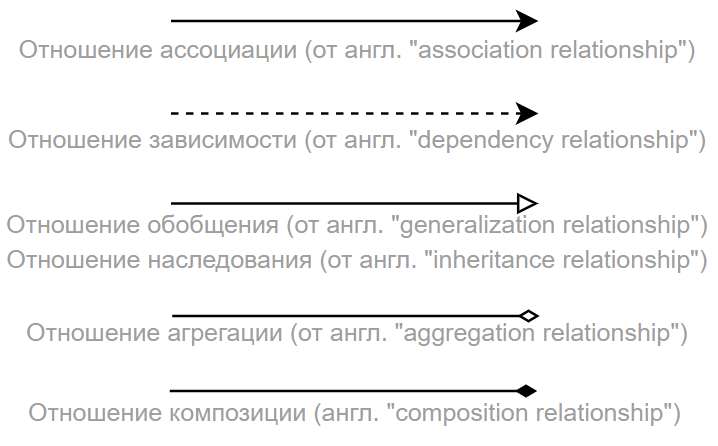 Отношение ассоциации (от англ. "association relationship")
Отношение зависимости (от англ. "dependency relationship")
Отношение обобщения (от англ. "generalization relationship")
Отношение наследования (от англ. "inheritance relationship")
Отношение агрегации (от англ. "aggregation relationship")
Отношение композиции (англ. "composition relationship")